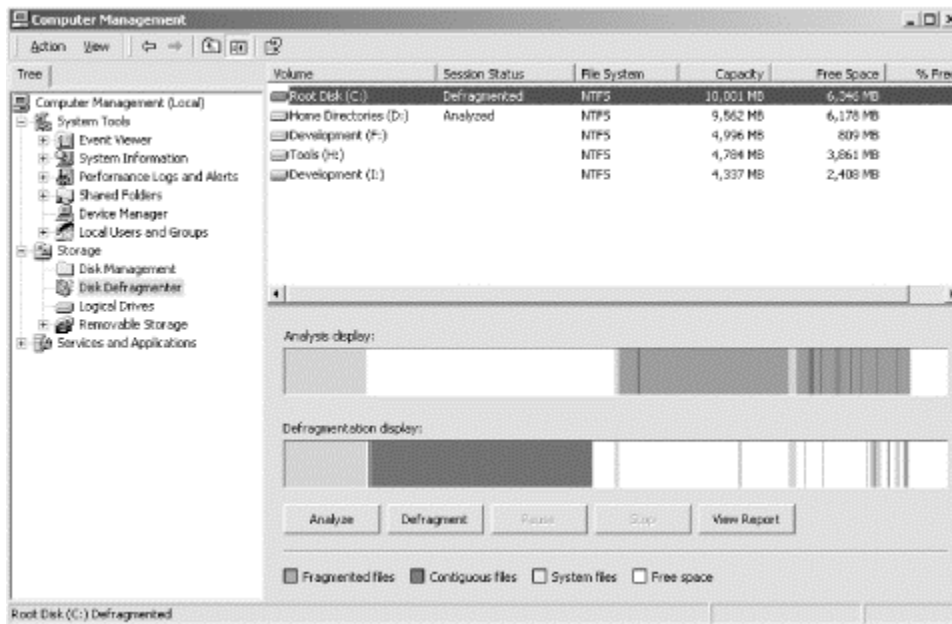 Computer Management
Action View
Tree
Volume Session Status File System Capacity Free Space % Free
Root Disk (C:) Defragmented NTFS 10,001 MB 6,346 MB
Home Directories (D:) Analyzed NTFS 9,562 MB 6,178 MB
Development (F:) NTFS 4,996 MB 809 MB
Tools (H:) NTFS 4,784 MB 3,861 MB
Development (I:) NTFS 4,337 MB 2,408 MB
Computer Management (Local)
System Tools
Event Viewer
System Information
Performance Logs and Alerts
Shared Folders
Device Manager
Local Users and Groups
Storage
Disk Management
Disk Defragmenter
Logical Drives
Removable Storage
Services and Applications
Analysis display:
Defragmentation display:
Analyze Defragment Pause Stop View Report
Fragmented files Contiguous files System files Free space
Root Disk (C:) Defragmented